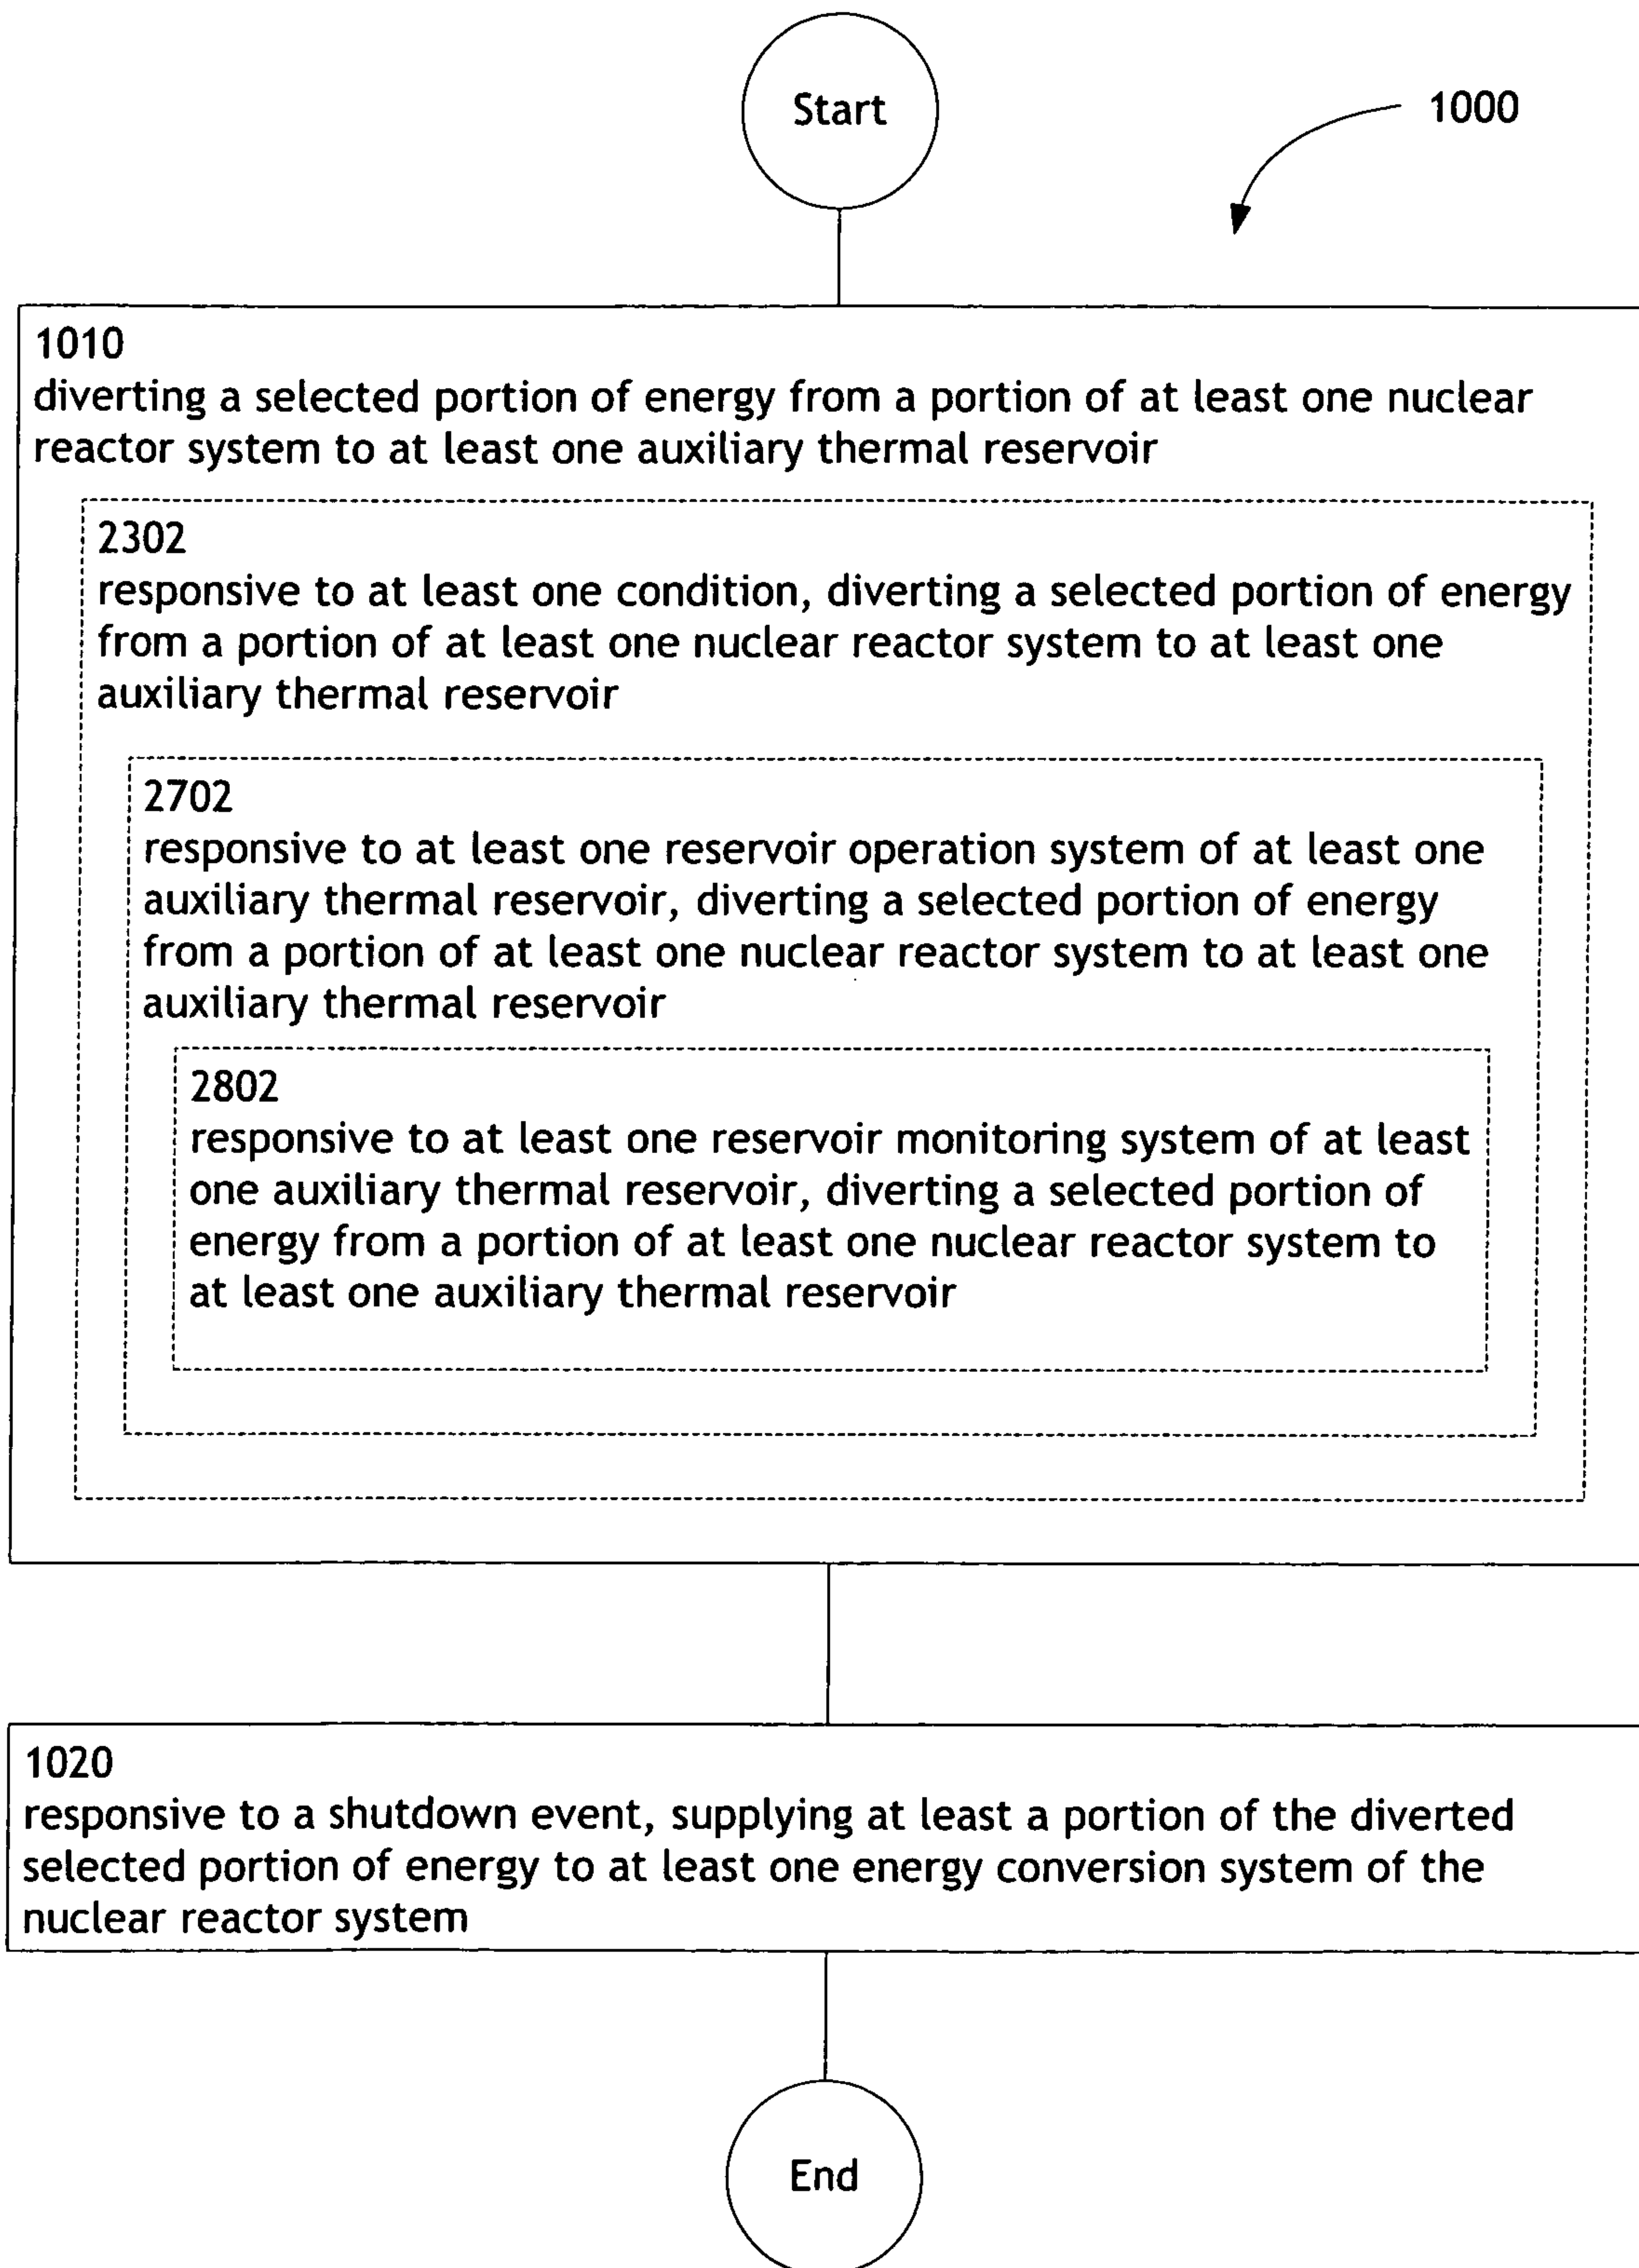 Start
1000
1010
diverting a selected portion of energy from a portion of at least one nuclear
reactor system to at least one auxiliary thermal reservoir
2302
responsive to at least one condition, diverting a selected portion of energy
from a portion of at least one nuclear reactor system to at least one
auxiliary thermal reservoir
2702
responsive to at least one reservoir operation system of at least one
auxiliary thermal reservoir, diverting a selected portion of energy
from a portion of at least one nuclear reactor system to at least one
auxiliary thermal reservoir
2802
responsive to at least one reservoir monitoring system of at least
one auxiliary thermal reservoir, diverting a selected portion of
energy from a portion of at least one nuclear reactor system to
at least one auxiliary thermal reservoir
1020
responsive to a shutdown event, supplying at least a portion of the diverted
selected portion of energy to at least one energy conversion system of the
nuclear reactor system
End